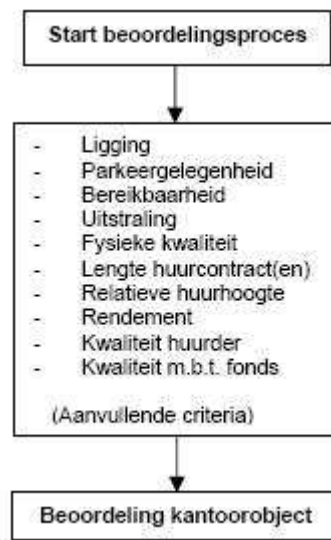 Start beoordelingsproces
- Ligging
- Parkeergelegenheid
- Bereikbaarheid
- Uitstraling
- Fysieke kwaliteit
- Lengte huurcontract(en)
- Relatieve huurhoogte
- Rendement
- Kwaliteit huurder
- Kwaliteit m.b.t. fonds
(Aanvullende criteria)
Beoordeling kantoorobject